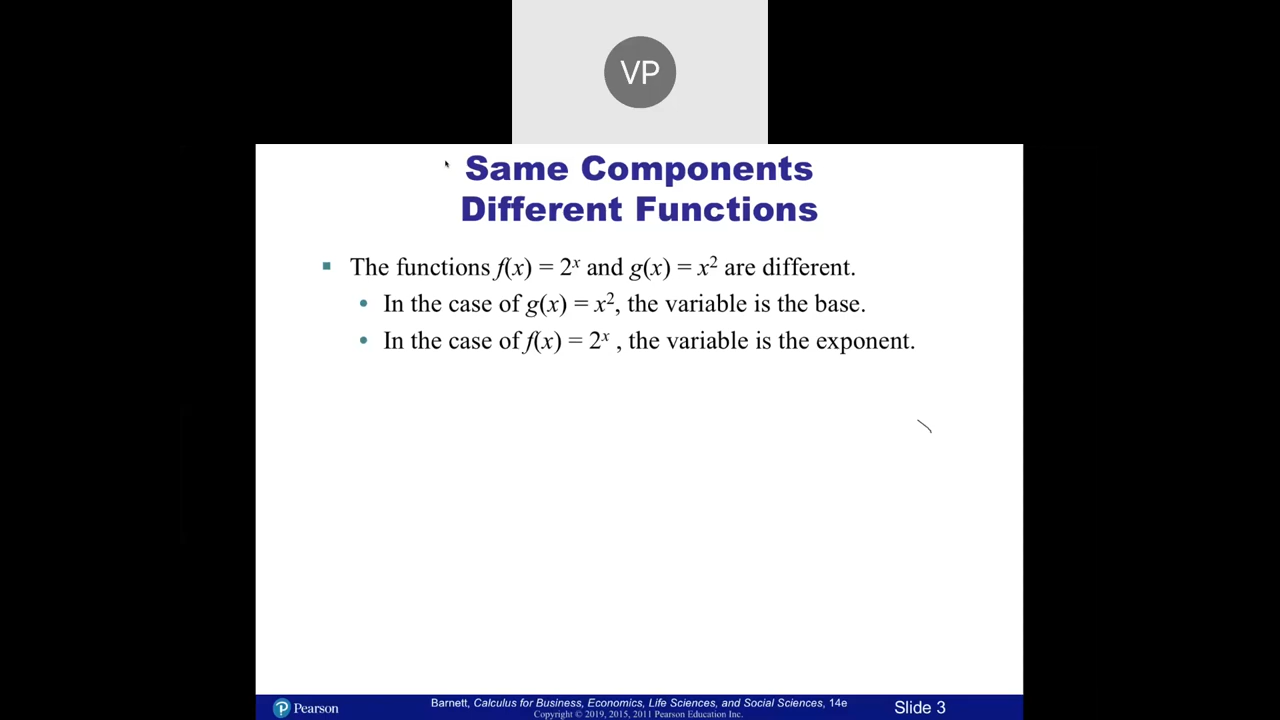 VP
Same Components
Different Functions
The functions f(x) = 2ˣ and g(x) = x² are different.
In the case of g(x) = x², the variable is the base.
In the case of f(x) = 2ˣ , the variable is the exponent.
Pearson
Barnett, Calculus for Business, Economics, Life Sciences, and Social Sciences, 14e
Copyright © 2019, 2015, 2011 Pearson Education Inc.
Slide 3